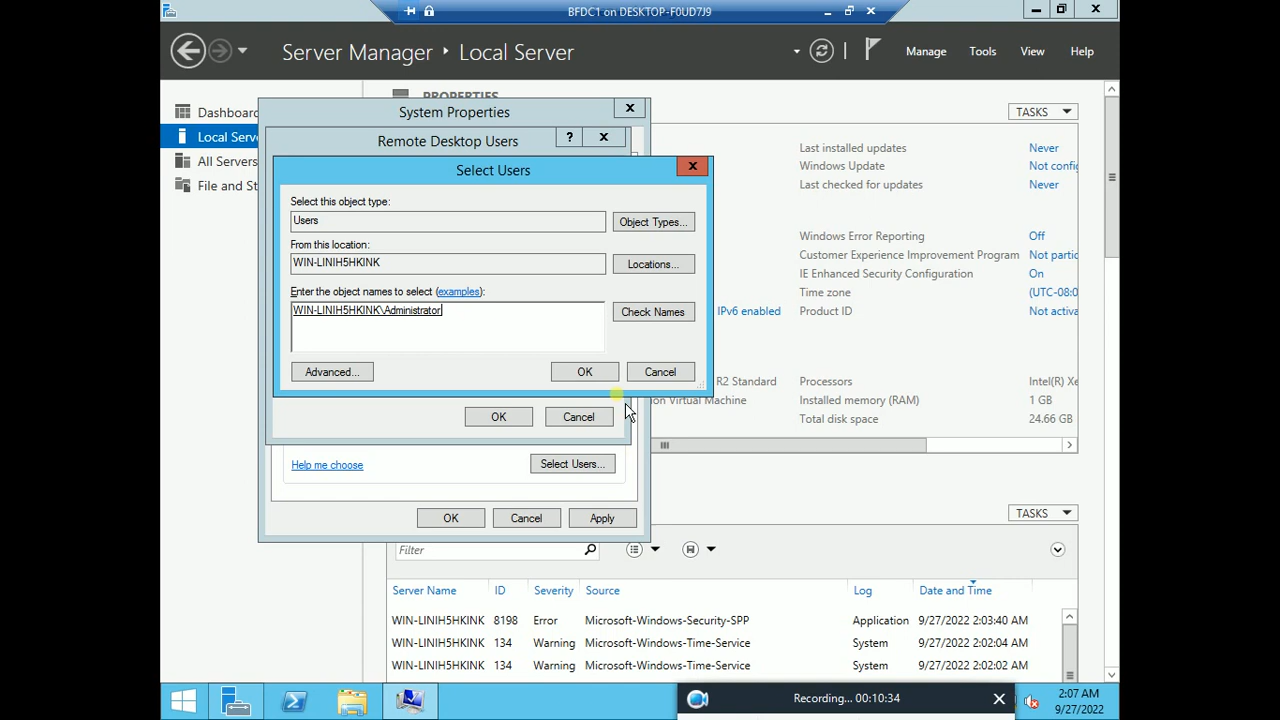 BFDC1 on DESKTOP-F0UD7J9
Server Manager • Local Server
Manage Tools View Help
Dashboard
Local Serv
All Servers
File and St
PROPERTIES
TASKS
System Properties
Remote Desktop Users
?
Select Users
Select this object type:
Users
Object Types...
From this location:
WIN-LINIH5HKINK
Locations...
Enter the object names to select (examples):
WIN-LINIH5HKINK\Administrator
Check Names
Advanced...
OK
Cancel
OK
Cancel
Help me choose
Select Users...
OK
Cancel
Apply
Last installed updates Never
Windows Update Not config
Last checked for updates Never
Windows Error Reporting Off
Customer Experience Improvement Program Not partic
IE Enhanced Security Configuration On
Time zone (UTC-08:0
IPv6 enabled Product ID Not activa
R2 Standard Processors Intel(R) Xe
on Virtual Machine Installed memory (RAM) 1 GB
Total disk space 24.66 GB
TASKS
Filter
Server Name ID Severity Source Log Date and Time
WIN-LINIH5HKINK 8198 Error Microsoft-Windows-Security-SPP Application 9/27/2022 2:03:40 AM
WIN-LINIH5HKINK 134 Warning Microsoft-Windows-Time-Service System 9/27/2022 2:02:04 AM
WIN-LINIH5HKINK 134 Warning Microsoft-Windows-Time-Service System 9/27/2022 2:02:02 AM
Recording... 00:10:34
2:07 AM
9/27/2022